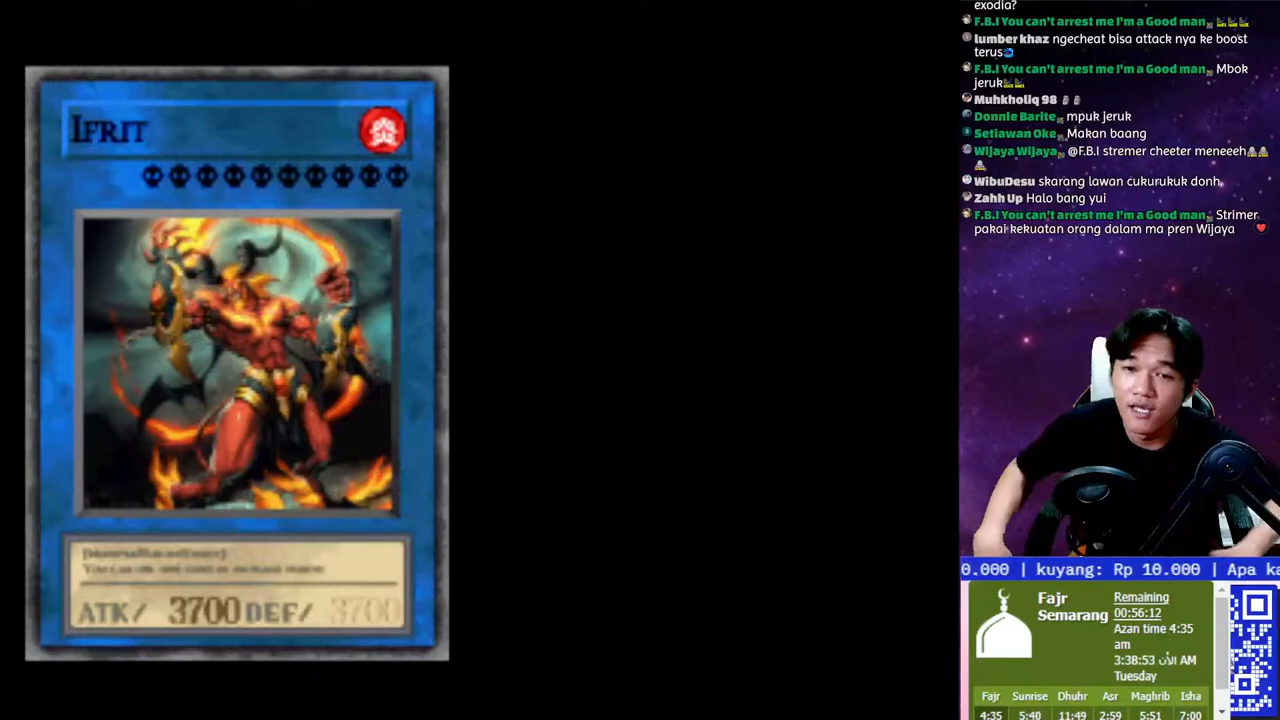 IFRIT
ATK/ 3700 DEF/ 3700
exodia?
F.B.I You can't arrest me I'm a Good man
lumber khaz ngecheat bisa attack nya ke boost
terus
F.B.I You can't arrest me I'm a Good man Mbok
jeruk
Muhkholiq 98
Donnie Barite mpuk jeruk
Setiawan Oke Makan baang
Wijaya Wijaya @F.B.I stremer cheeter meneeeh
WibuDesu skarang lawan cukurukuk donh
Zahh Up Halo bang yui
F.B.I You can't arrest me I'm a Good man Strimer
pakai kekuatan orang dalam ma pren Wijaya
0.000 | kuyang: Rp 10.000 | Apa ka
Fajr
Semarang
Remaining
00:56:12
Azan time 4:35
am
3:38:53 الآن AM
Tuesday
Fajr Sunrise Dhuhr Asr Maghrib Isha
4:35 5:40 11:49 2:59 5:51 7:00